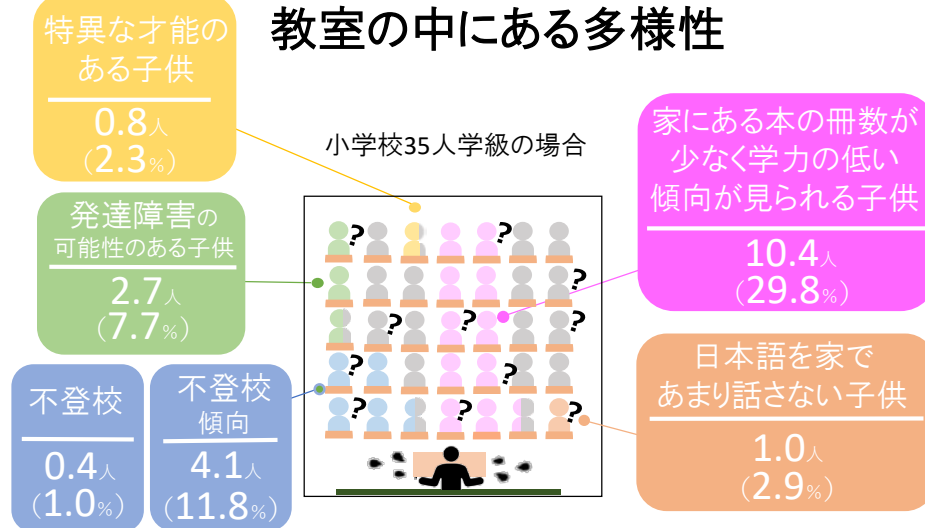 教室の中にある多様性
特異な才能の
ある子供
0.8人
(2.3%)
小学校35人学級の場合
家にある本の冊数が
少なく学力の低い
傾向が見られる子供
10.4人
(29.8%)
発達障害の
可能性のある子供
2.7人
(7.7%)
不登校
0.4人
(1.0%)
不登校
傾向
4.1人
(11.8%)
日本語を家で
あまり話さない子供
1.0人
(2.9%)
?
?
?
?
?
?
?
?
?
?